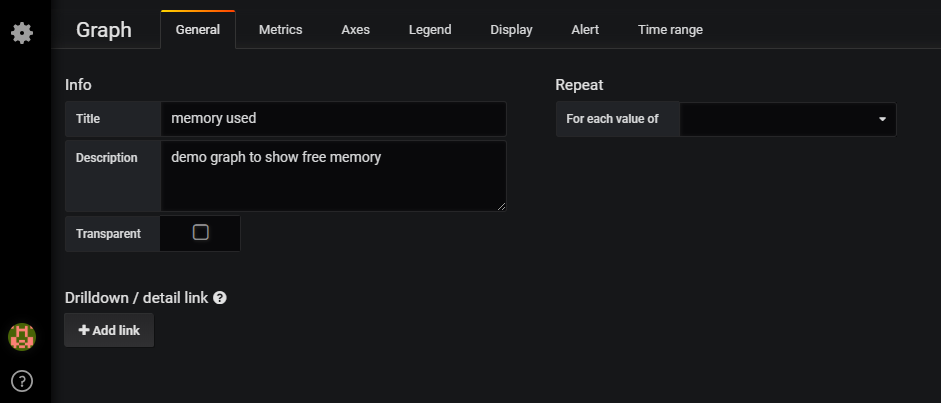 Graph
General
Metrics
Axes
Legend
Display
Alert
Time range
Info
Title
memory used
Description
demo graph to show free memory
Transparent
Repeat
For each value of
Drilldown / detail link ?
+ Add link
?